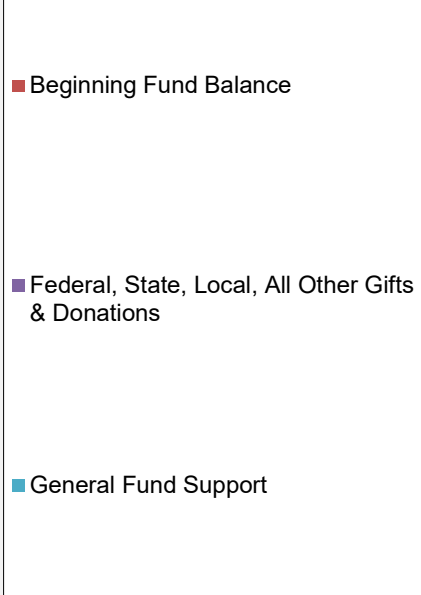 Beginning Fund Balance
Federal, State, Local, All Other Gifts
& Donations
General Fund Support